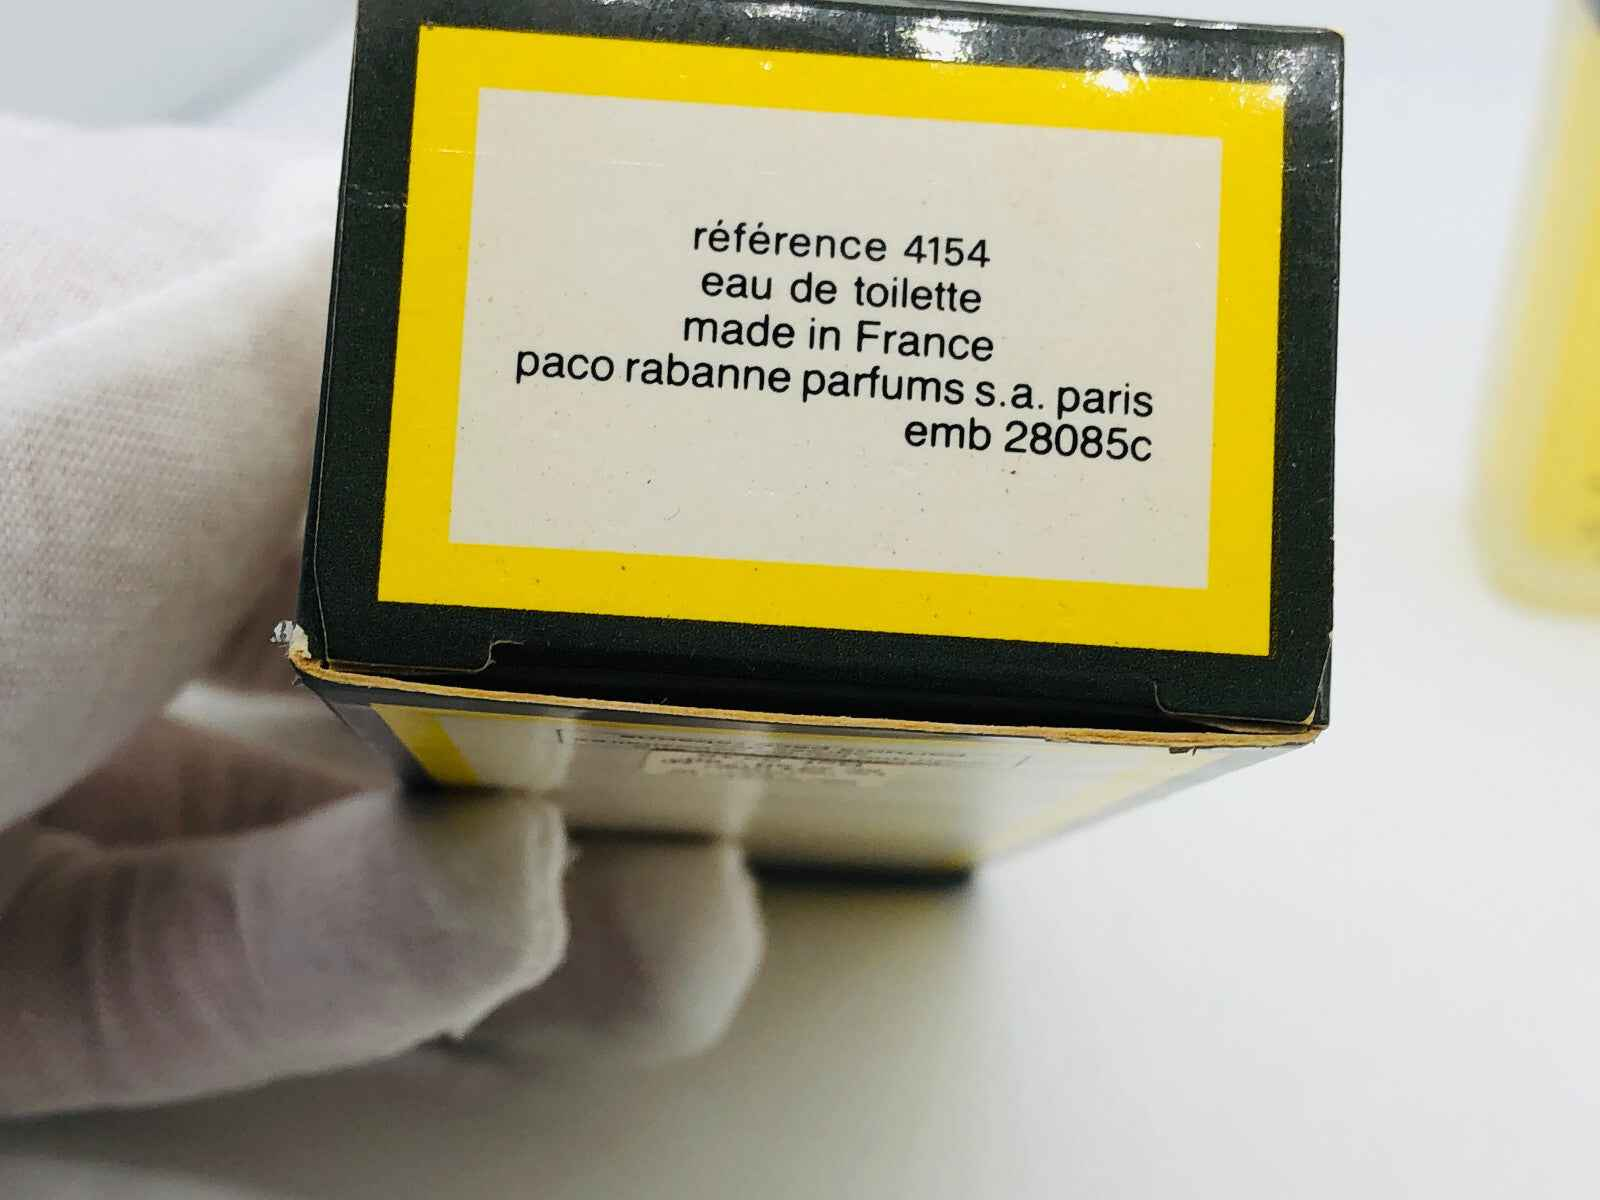 référence 4154
eau de toilette
made in France
paco rabanne parfums s.a. paris
emb 28085c